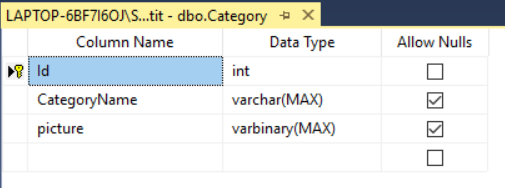 LAPTOP-6BF7I6OJ\S...tit - dbo.Category
Column Name Data Type Allow Nulls
Id int
CategoryName varchar(MAX)
picture varbinary(MAX)